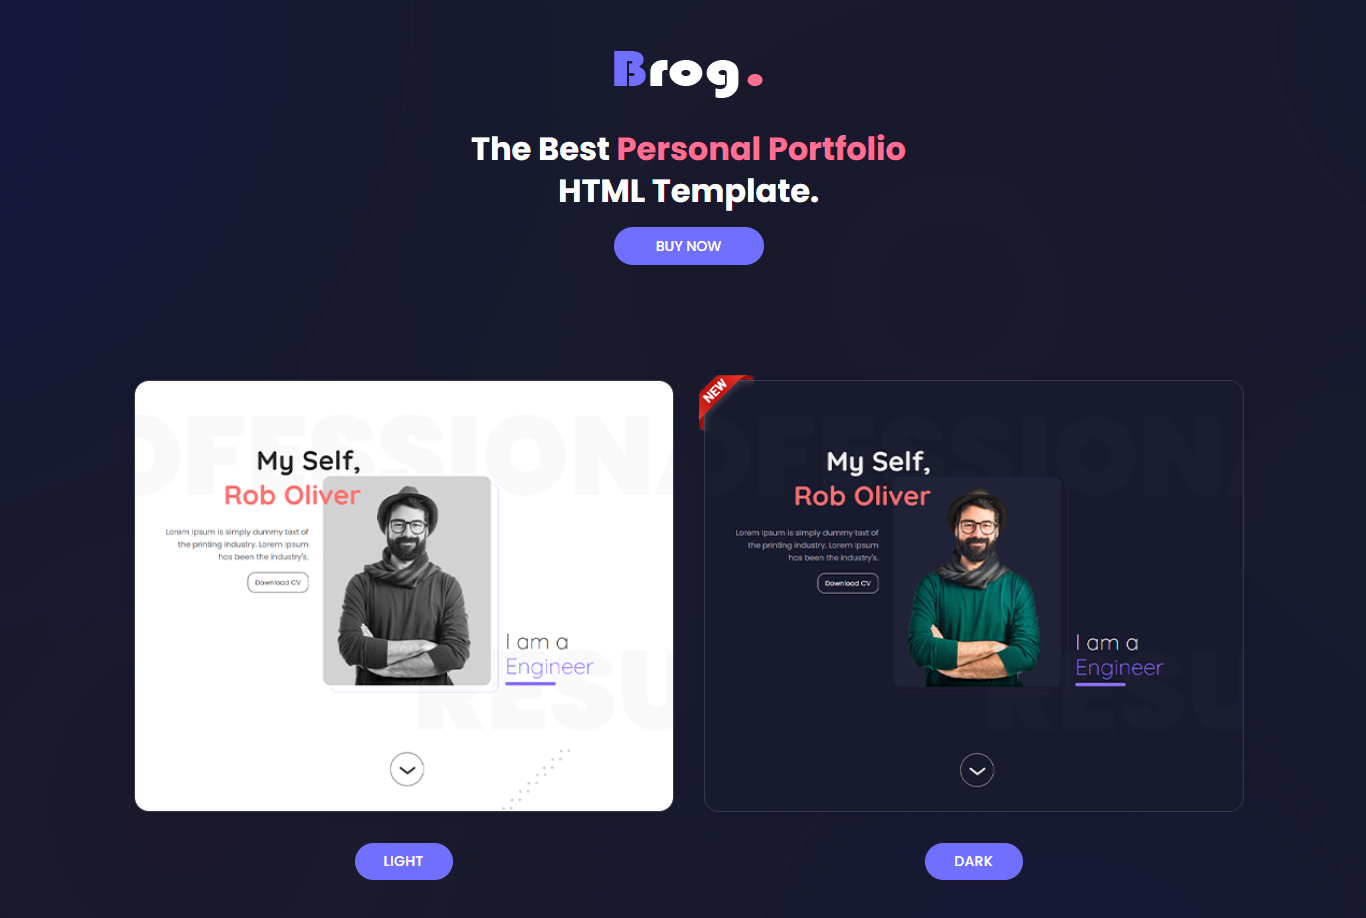 Brog.
The Best Personal Portfolio
HTML Template.
BUY NOW
OFESSIONA
My Self,
Rob Oliver
Lorem Ipsum is simply dummy text of
the printing industry. Lorem Ipsum
has been the industry's.
Download CV
I am a
Engineer
RESU
LIGHT
NEW
OFESSIONA
My Self,
Rob Oliver
Lorem Ipsum is simply dummy text of
the printing industry. Lorem Ipsum
has been the industry's.
Download CV
I am a
Engineer
RESU
DARK